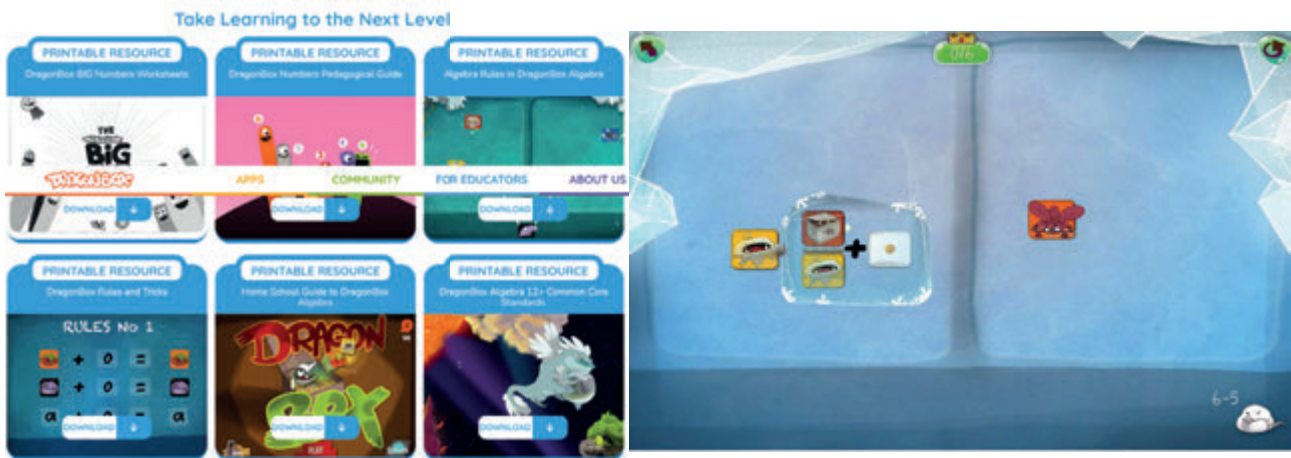 Take Learning to the Next Level
PRINTABLE RESOURCE
DragonBox BIG Numbers Worksheets
THE
BIG
DOWNLOAD
PRINTABLE RESOURCE
DragonBox Numbers Pedagogical Guide
DOWNLOAD
PRINTABLE RESOURCE
Algebra Rules in DragonBox Algebra
DOWNLOAD
DRAGONBOX
APPS
COMMUNITY
FOR EDUCATORS
ABOUT US
PRINTABLE RESOURCE
DragonBox Rules and Tricks
RULES No 1
+ 0 =
+ 0 =
a + 0 = a
DOWNLOAD
PRINTABLE RESOURCE
Home School Guide to DragonBox
Algebra
DRAGON
BOX
PLAY
DOWNLOAD
PRINTABLE RESOURCE
DragonBox Algebra 12+ Common Core
Standards
DOWNLOAD
+
6-5